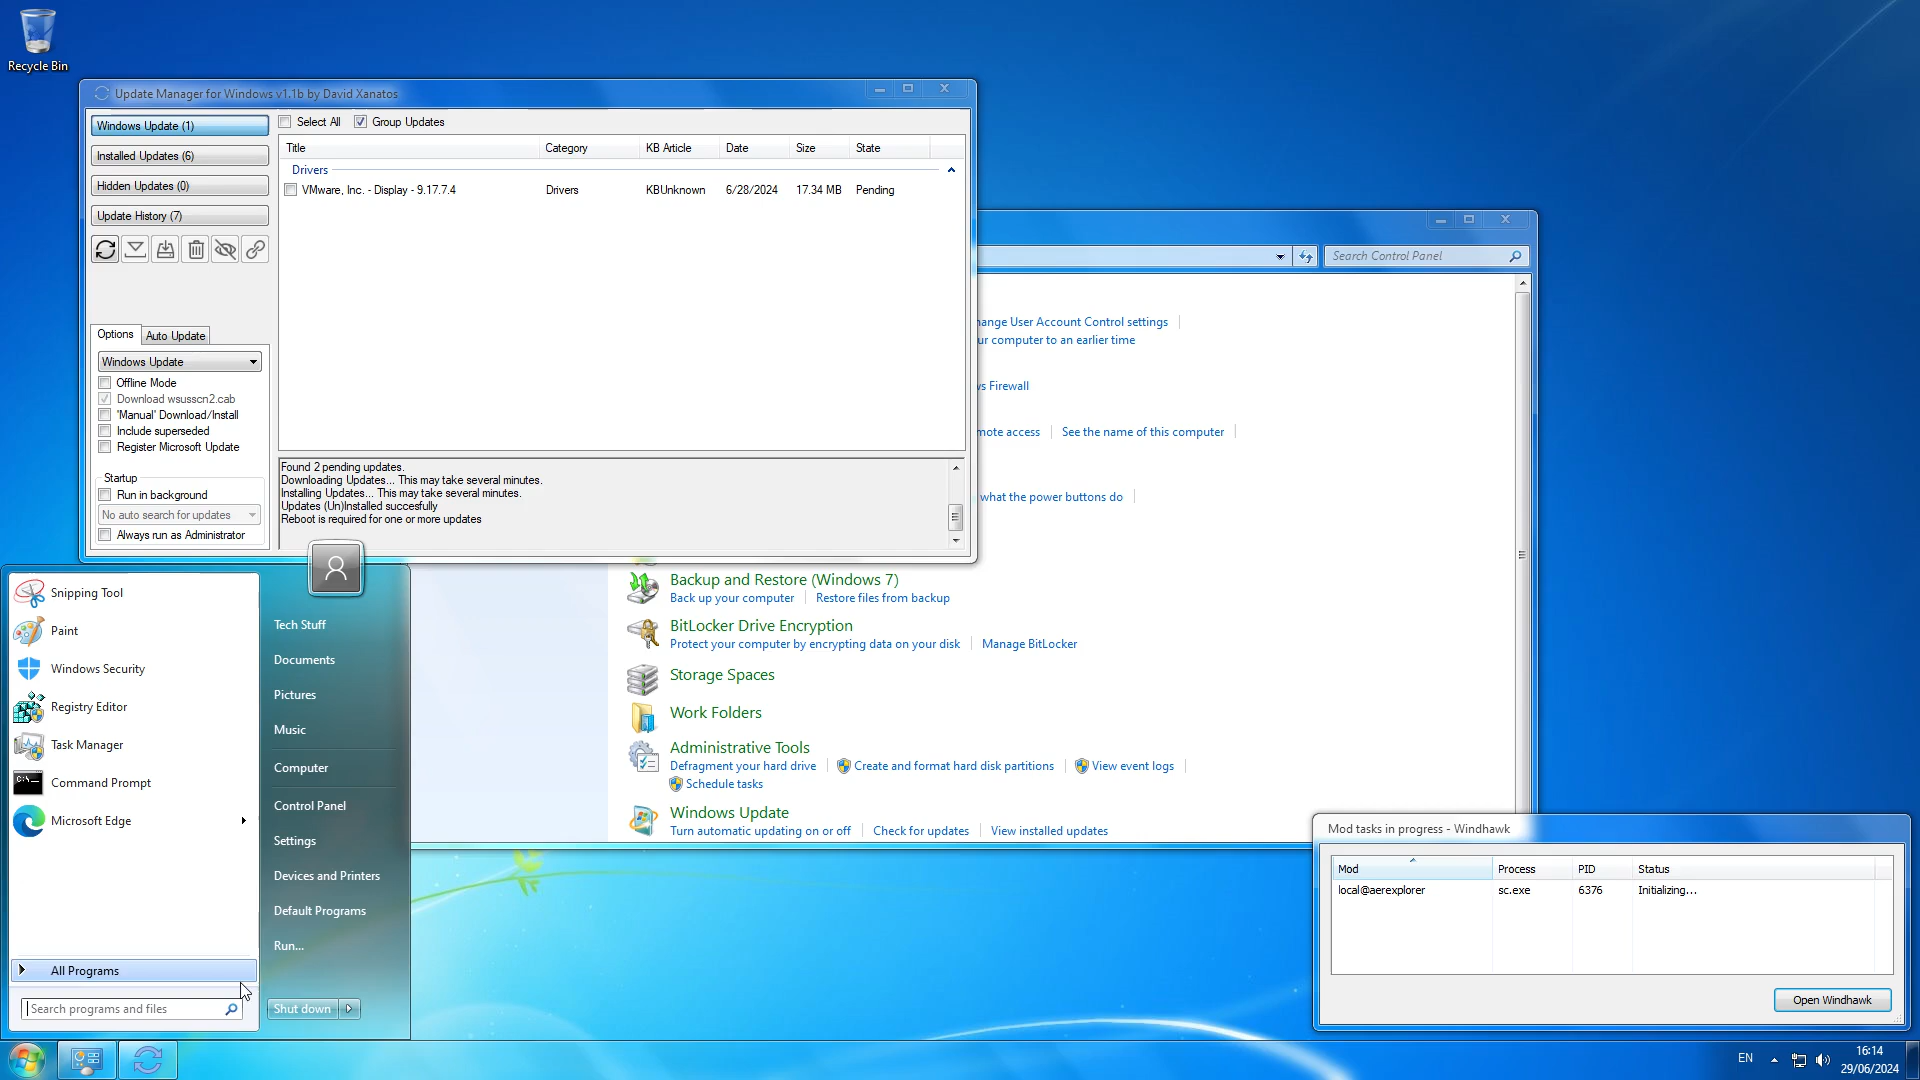 Recycle Bin
Update Manager for Windows v1.1b by David Xanatos
Windows Update (1)
Installed Updates (6)
Hidden Updates (0)
Update History (7)
Select All
Group Updates
Title Category KB Article Date Size State
Drivers
VMware, Inc. - Display - 9.17.7.4 Drivers KBUnknown 6/28/2024 17.34 MB Pending
Options
Auto Update
Windows Update
Offline Mode
Download wsusscn2.cab
'Manual' Download/Install
Include superseded
Register Microsoft Update
Startup
Run in background
No auto search for updates
Always run as Administrator
Found 2 pending updates.
Downloading Updates... This may take several minutes.
Installing Updates... This may take several minutes.
Updates (Un)Installed succesfully
Reboot is required for one or more updates
Search Control Panel
hange User Account Control settings
ur computer to an earlier time
vs Firewall
mote access
See the name of this computer
what the power buttons do
Backup and Restore (Windows 7)
Back up your computer
Restore files from backup
BitLocker Drive Encryption
Protect your computer by encrypting data on your disk
Manage BitLocker
Storage Spaces
Work Folders
Administrative Tools
Defragment your hard drive
Create and format hard disk partitions
View event logs
Schedule tasks
Windows Update
Turn automatic updating on or off
Check for updates
View installed updates
Snipping Tool
Paint
Windows Security
Registry Editor
Task Manager
Command Prompt
Microsoft Edge
All Programs
Search programs and files
Tech Stuff
Documents
Pictures
Music
Computer
Control Panel
Settings
Devices and Printers
Default Programs
Run...
Shut down
Mod tasks in progress - Windhawk
Mod Process PID Status
local@aerexplorer sc.exe 6376 Initializing...
Open Windhawk
EN
16:14
29/06/2024